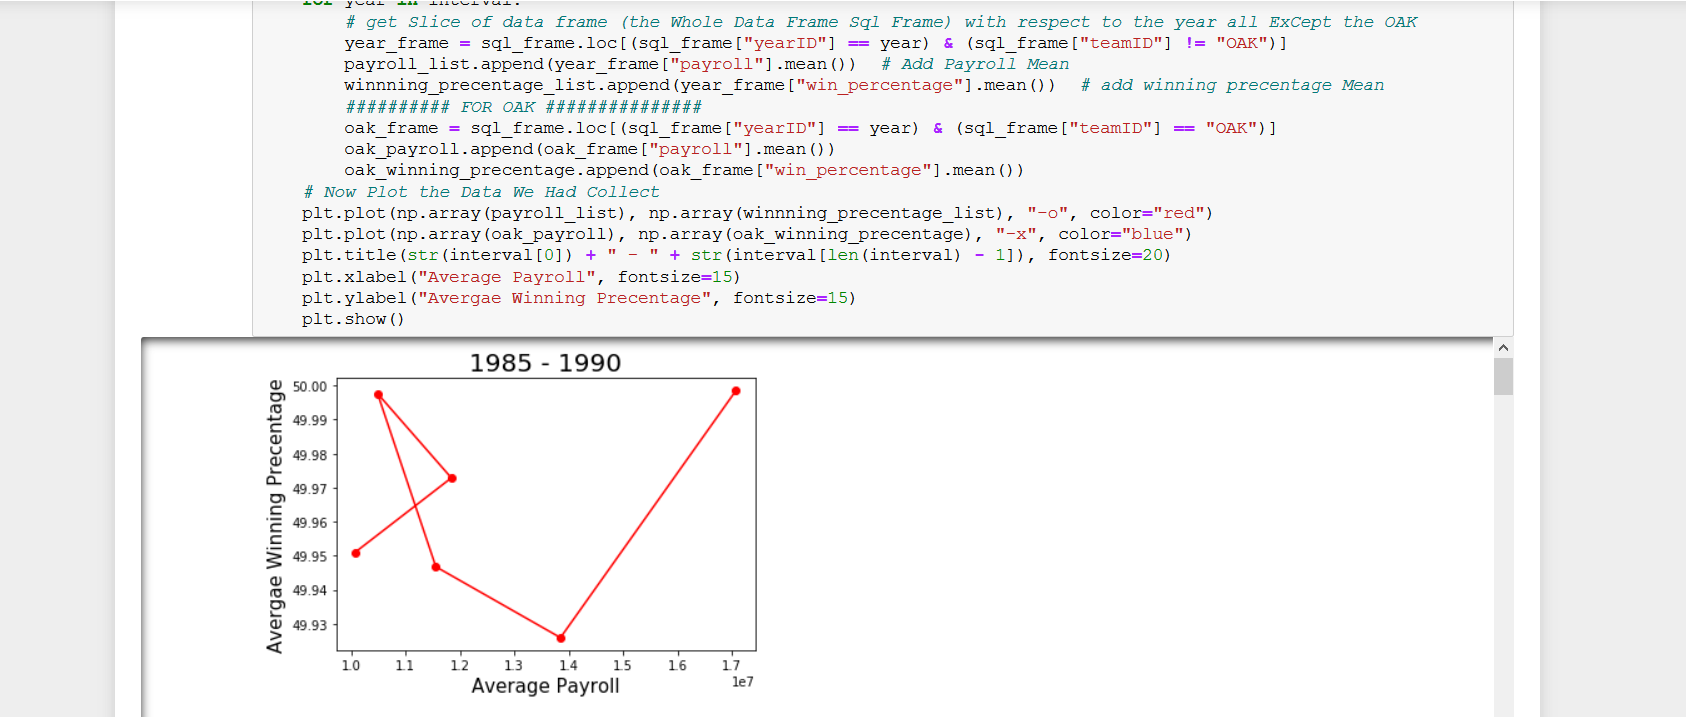 for year in interval:
# get Slice of data frame (the Whole Data Frame Sql Frame) with respect to the year all ExCept the OAK
year_frame = sql_frame.loc[(sql_frame["yearID"] == year) & (sql_frame["teamID"] != "OAK")]
payroll_list.append(year_frame["payroll"].mean())  # Add Payroll Mean
winnning_precentage_list.append(year_frame["win_percentage"].mean())  # add winning precentage Mean
########## FOR OAK ###############
oak_frame = sql_frame.loc[(sql_frame["yearID"] == year) & (sql_frame["teamID"] == "OAK")]
oak_payroll.append(oak_frame["payroll"].mean())
oak_winning_precentage.append(oak_frame["win_percentage"].mean())
# Now Plot the Data We Had Collect
plt.plot(np.array(payroll_list), np.array(winnning_precentage_list), "-o", color="red")
plt.plot(np.array(oak_payroll), np.array(oak_winning_precentage), "-x", color="blue")
plt.title(str(interval[0]) + " - " + str(interval[len(interval) - 1]), fontsize=20)
plt.xlabel("Average Payroll", fontsize=15)
plt.ylabel("Avergae Winning Precentage", fontsize=15)
plt.show()
1985 - 1990
Avergae Winning Precentage
50.00
49.99
49.98
49.97
49.96
49.95
49.94
49.93
1.0 1.1 1.2 1.3 1.4 1.5 1.6 1.7
1e7
Average Payroll